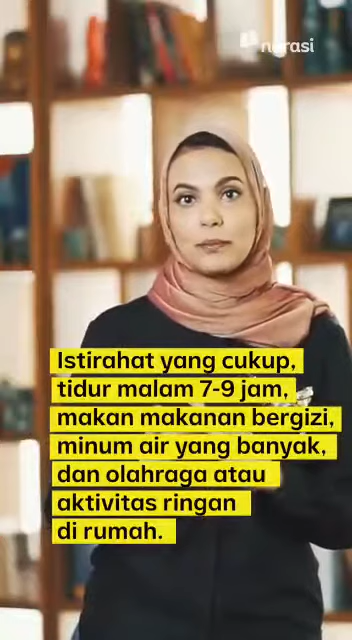 narasi
Istirahat yang cukup,
tidur malam 7-9 jam,
makan makanan bergizi,
minum air yang banyak,
dan olahraga atau
aktivitas ringan
di rumah.